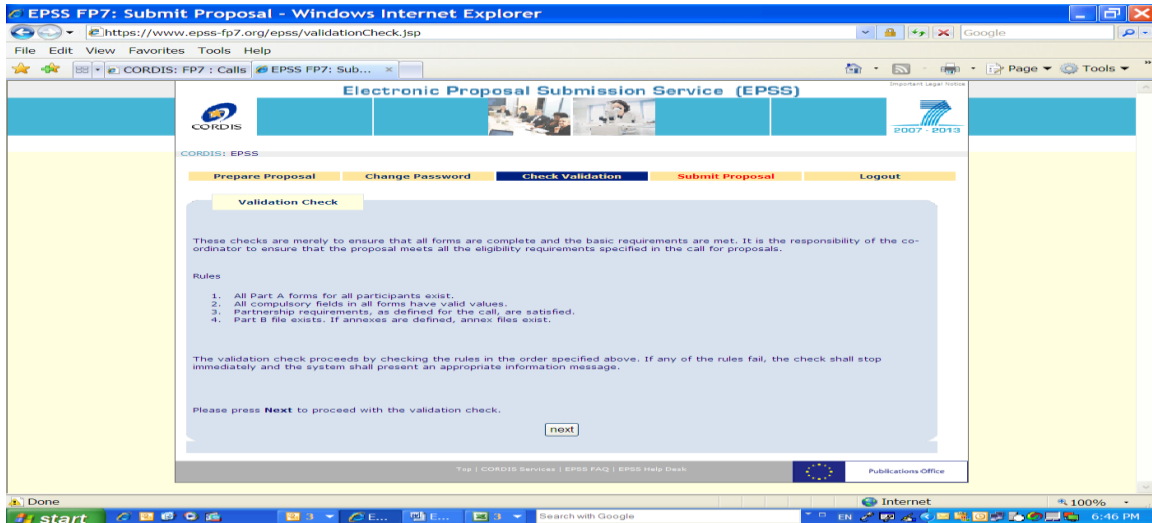 EPSS FP7: Submit Proposal - Windows Internet Explorer
https://www.epss-fp7.org/epss/validationCheck.jsp
Google
File Edit View Favorites Tools Help
CORDIS: FP7 : Calls
EPSS FP7: Sub...
Page
Tools
Electronic Proposal Submission Service (EPSS)
Important Legal Notice
CORDIS
2007 - 2013
CORDIS: EPSS
Prepare Proposal
Change Password
Check Validation
Submit Proposal
Logout
Validation Check
These checks are merely to ensure that all forms are complete and the basic requirements are met. It is the responsibility of the co-
ordinator to ensure that the proposal meets all the eligibility requirements specified in the call for proposals.
Rules
1. All Part A forms for all participants exist.
2. All compulsory fields in all forms have valid values.
3. Partnership requirements, as defined for the call, are satisfied.
4. Part B file exists. If annexes are defined, annex files exist.
The validation check proceeds by checking the rules in the order specified above. If any of the rules fail, the check shall stop
immediately and the system shall present an appropriate information message.
Please press Next to proceed with the validation check.
next
Top | CORDIS Services | EPSS FAQ | EPSS Help Desk
Publications Office
Done
Internet
100%
start
3
E...
E...
3
Search with Google
EN
6:46 PM